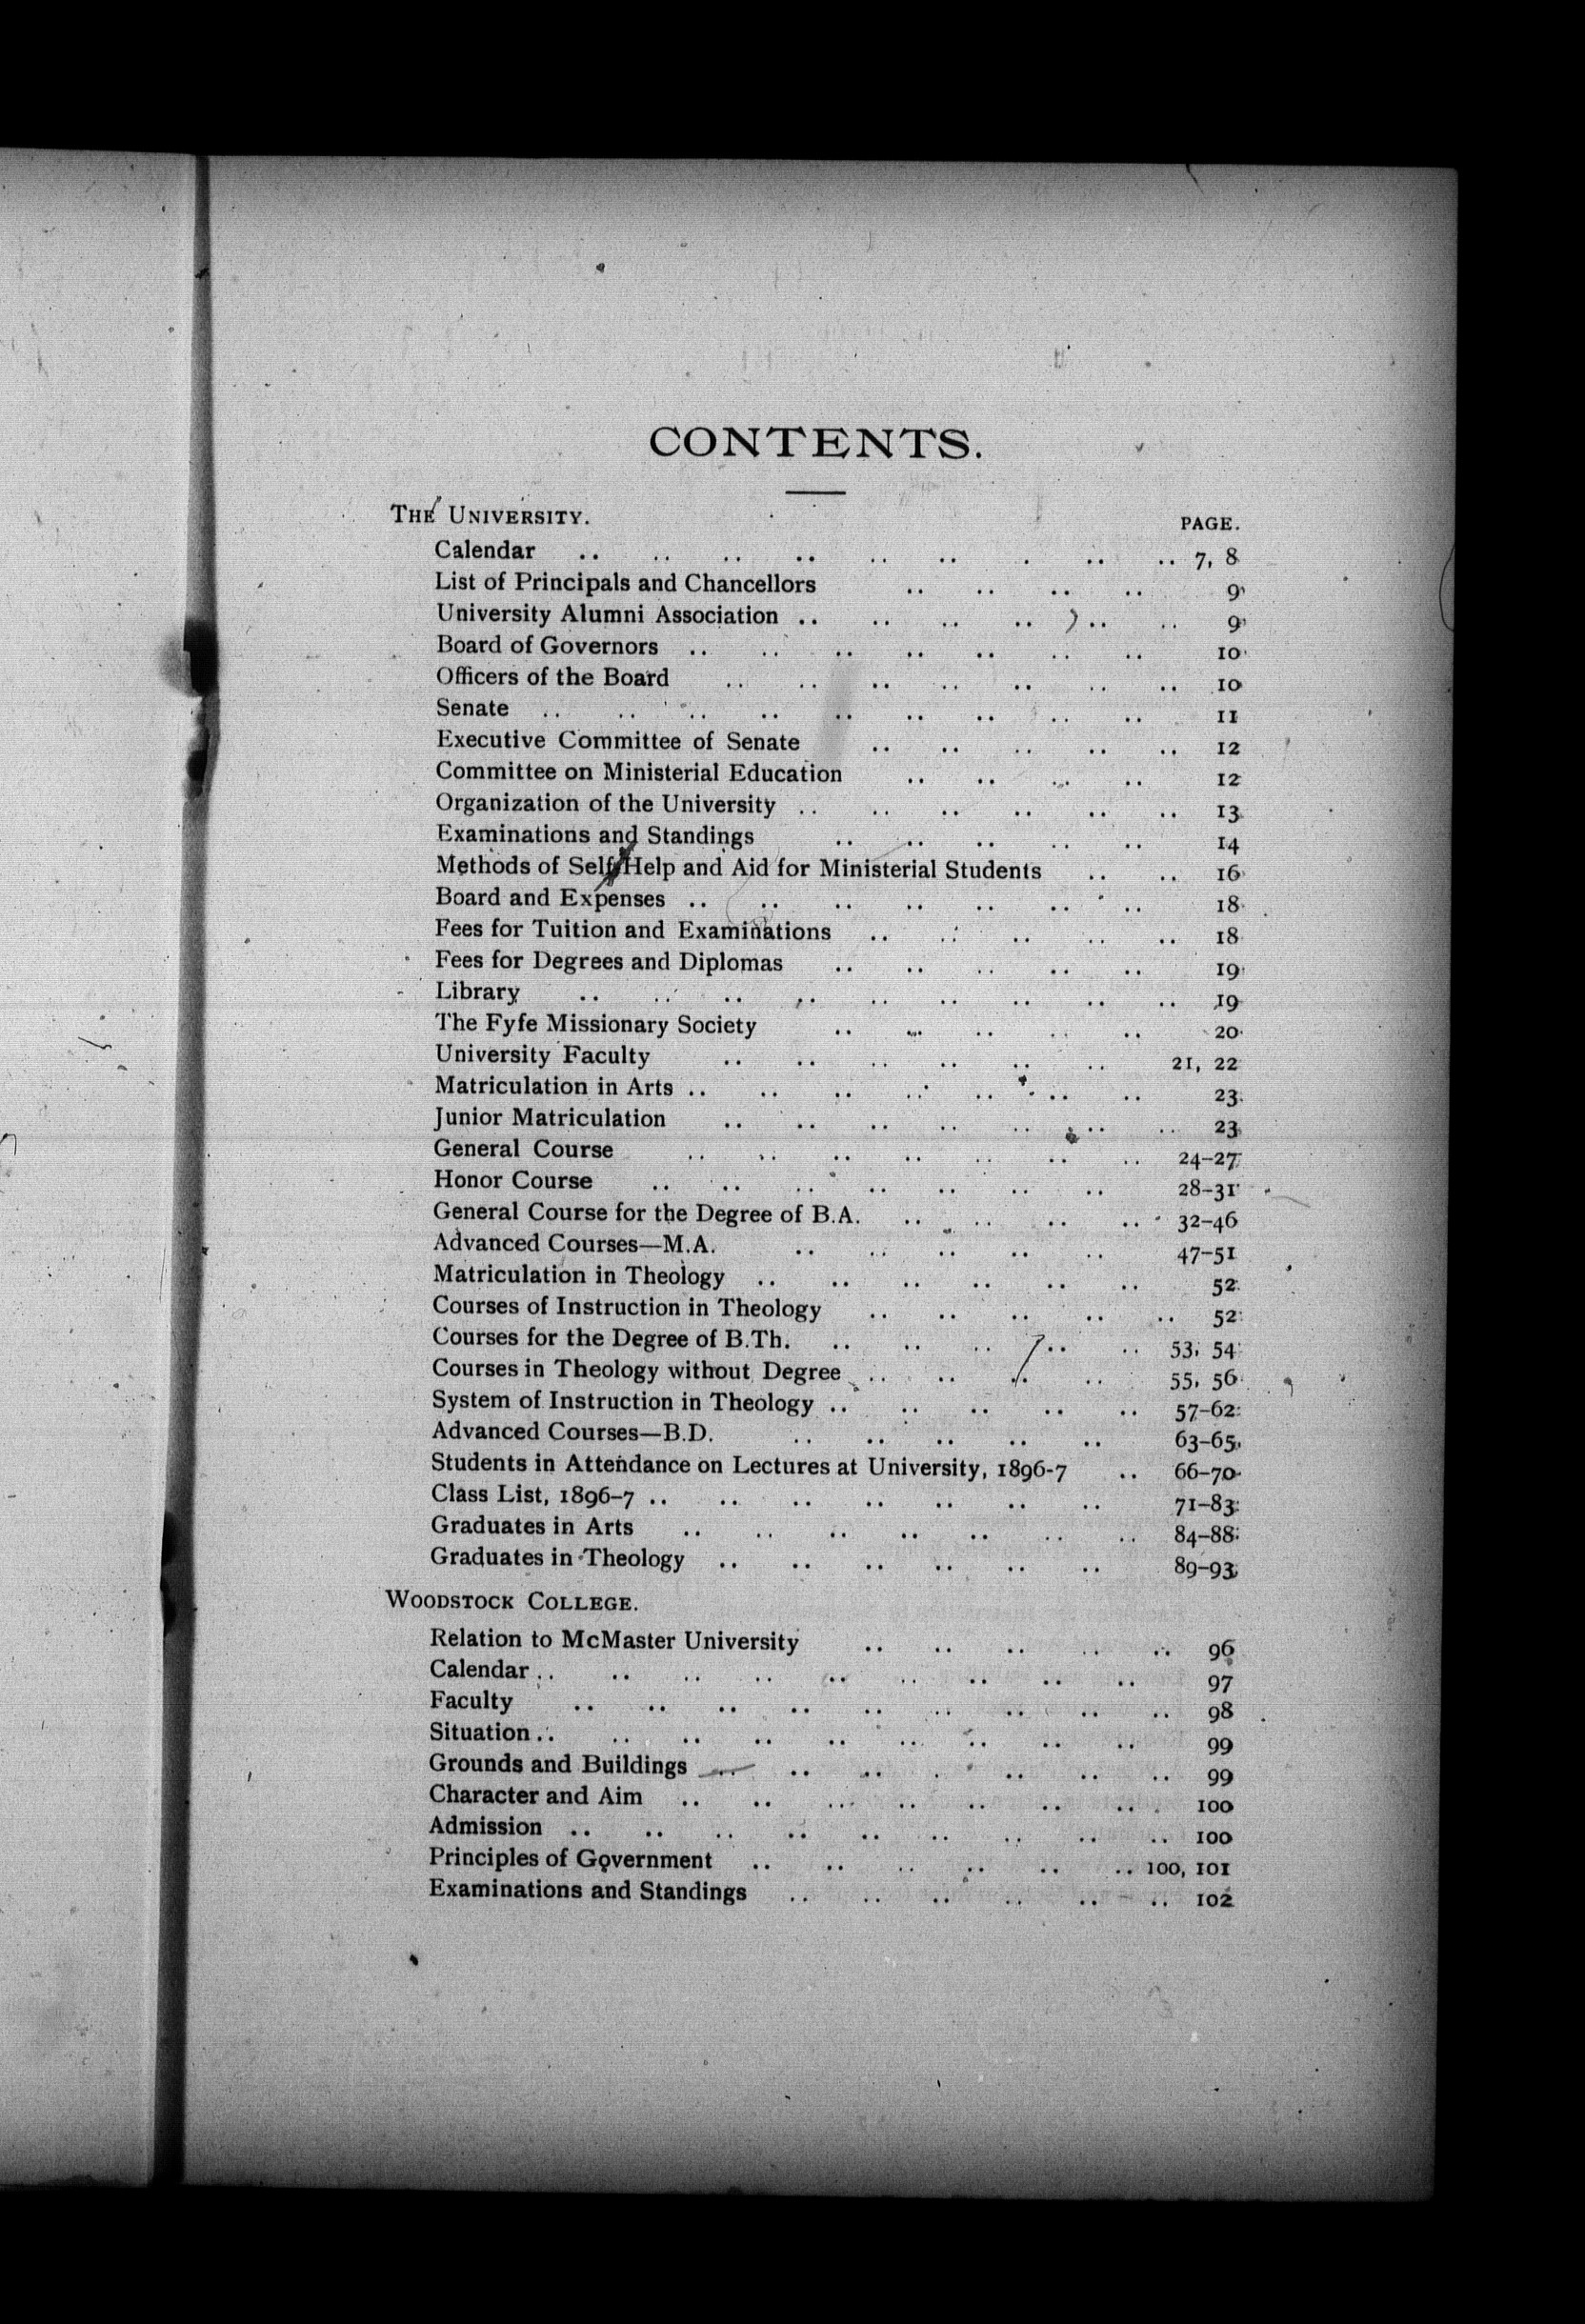 CONTENTS.
THE UNIVERSITY. PAGE.
Calendar .. .. .. .. .. .. . .. .. 7, 8
List of Principals and Chancellors .. .. .. .. 9
University Alumni Association .. .. .. .. .. .. 9
Board of Governors .. .. .. .. .. .. .. 10
Officers of the Board .. .. .. .. .. .. .. 10
Senate .. .. .. .. .. .. .. .. .. 11
Executive Committee of Senate .. .. .. .. .. 12
Committee on Ministerial Education .. .. .. .. 12
Organization of the University .. .. .. .. .. .. 13
Examinations and Standings .. .. .. .. .. 14
Methods of Self Help and Aid for Ministerial Students .. .. 16
Board and Expenses .. .. .. .. .. .. .. 18
Fees for Tuition and Examinations .. .. .. .. .. 18
Fees for Degrees and Diplomas .. .. .. .. .. 19
Library .. .. .. .. .. .. .. .. .. 19
The Fyfe Missionary Society .. .. .. .. .. 20
University Faculty .. .. .. .. .. .. 21, 22
Matriculation in Arts .. .. .. .. .. .. .. 23
Junior Matriculation .. .. .. .. .. .. .. 23
General Course .. .. .. .. .. .. .. 24–27
Honor Course .. .. .. .. .. .. .. 28–31
General Course for the Degree of B.A. .. .. .. .. 32–46
Advanced Courses—M.A. .. .. .. .. .. 47–51
Matriculation in Theology .. .. .. .. .. .. 52
Courses of Instruction in Theology .. .. .. .. .. 52
Courses for the Degree of B.Th. .. .. .. .. .. 53, 54
Courses in Theology without Degree .. .. .. .. 55, 56
System of Instruction in Theology .. .. .. .. .. 57–62
Advanced Courses—B.D. .. .. .. .. .. 63–65
Students in Attendance on Lectures at University, 1896-7 .. 66–70
Class List, 1896–7 .. .. .. .. .. .. .. 71–83
Graduates in Arts .. .. .. .. .. .. .. 84–88
Graduates in Theology .. .. .. .. .. .. 89–93
WOODSTOCK COLLEGE.
Relation to McMaster University .. .. .. .. .. 96
Calendar .. .. .. .. .. .. .. .. .. 97
Faculty .. .. .. .. .. .. .. .. .. 98
Situation .. .. .. .. .. .. .. .. .. 99
Grounds and Buildings .. .. .. . .. .. .. 99
Character and Aim .. .. .. .. .. .. .. 100
Admission .. .. .. .. .. .. .. .. .. 100
Principles of Government .. .. .. .. .. .. 100, 101
Examinations and Standings .. .. .. .. .. .. 102